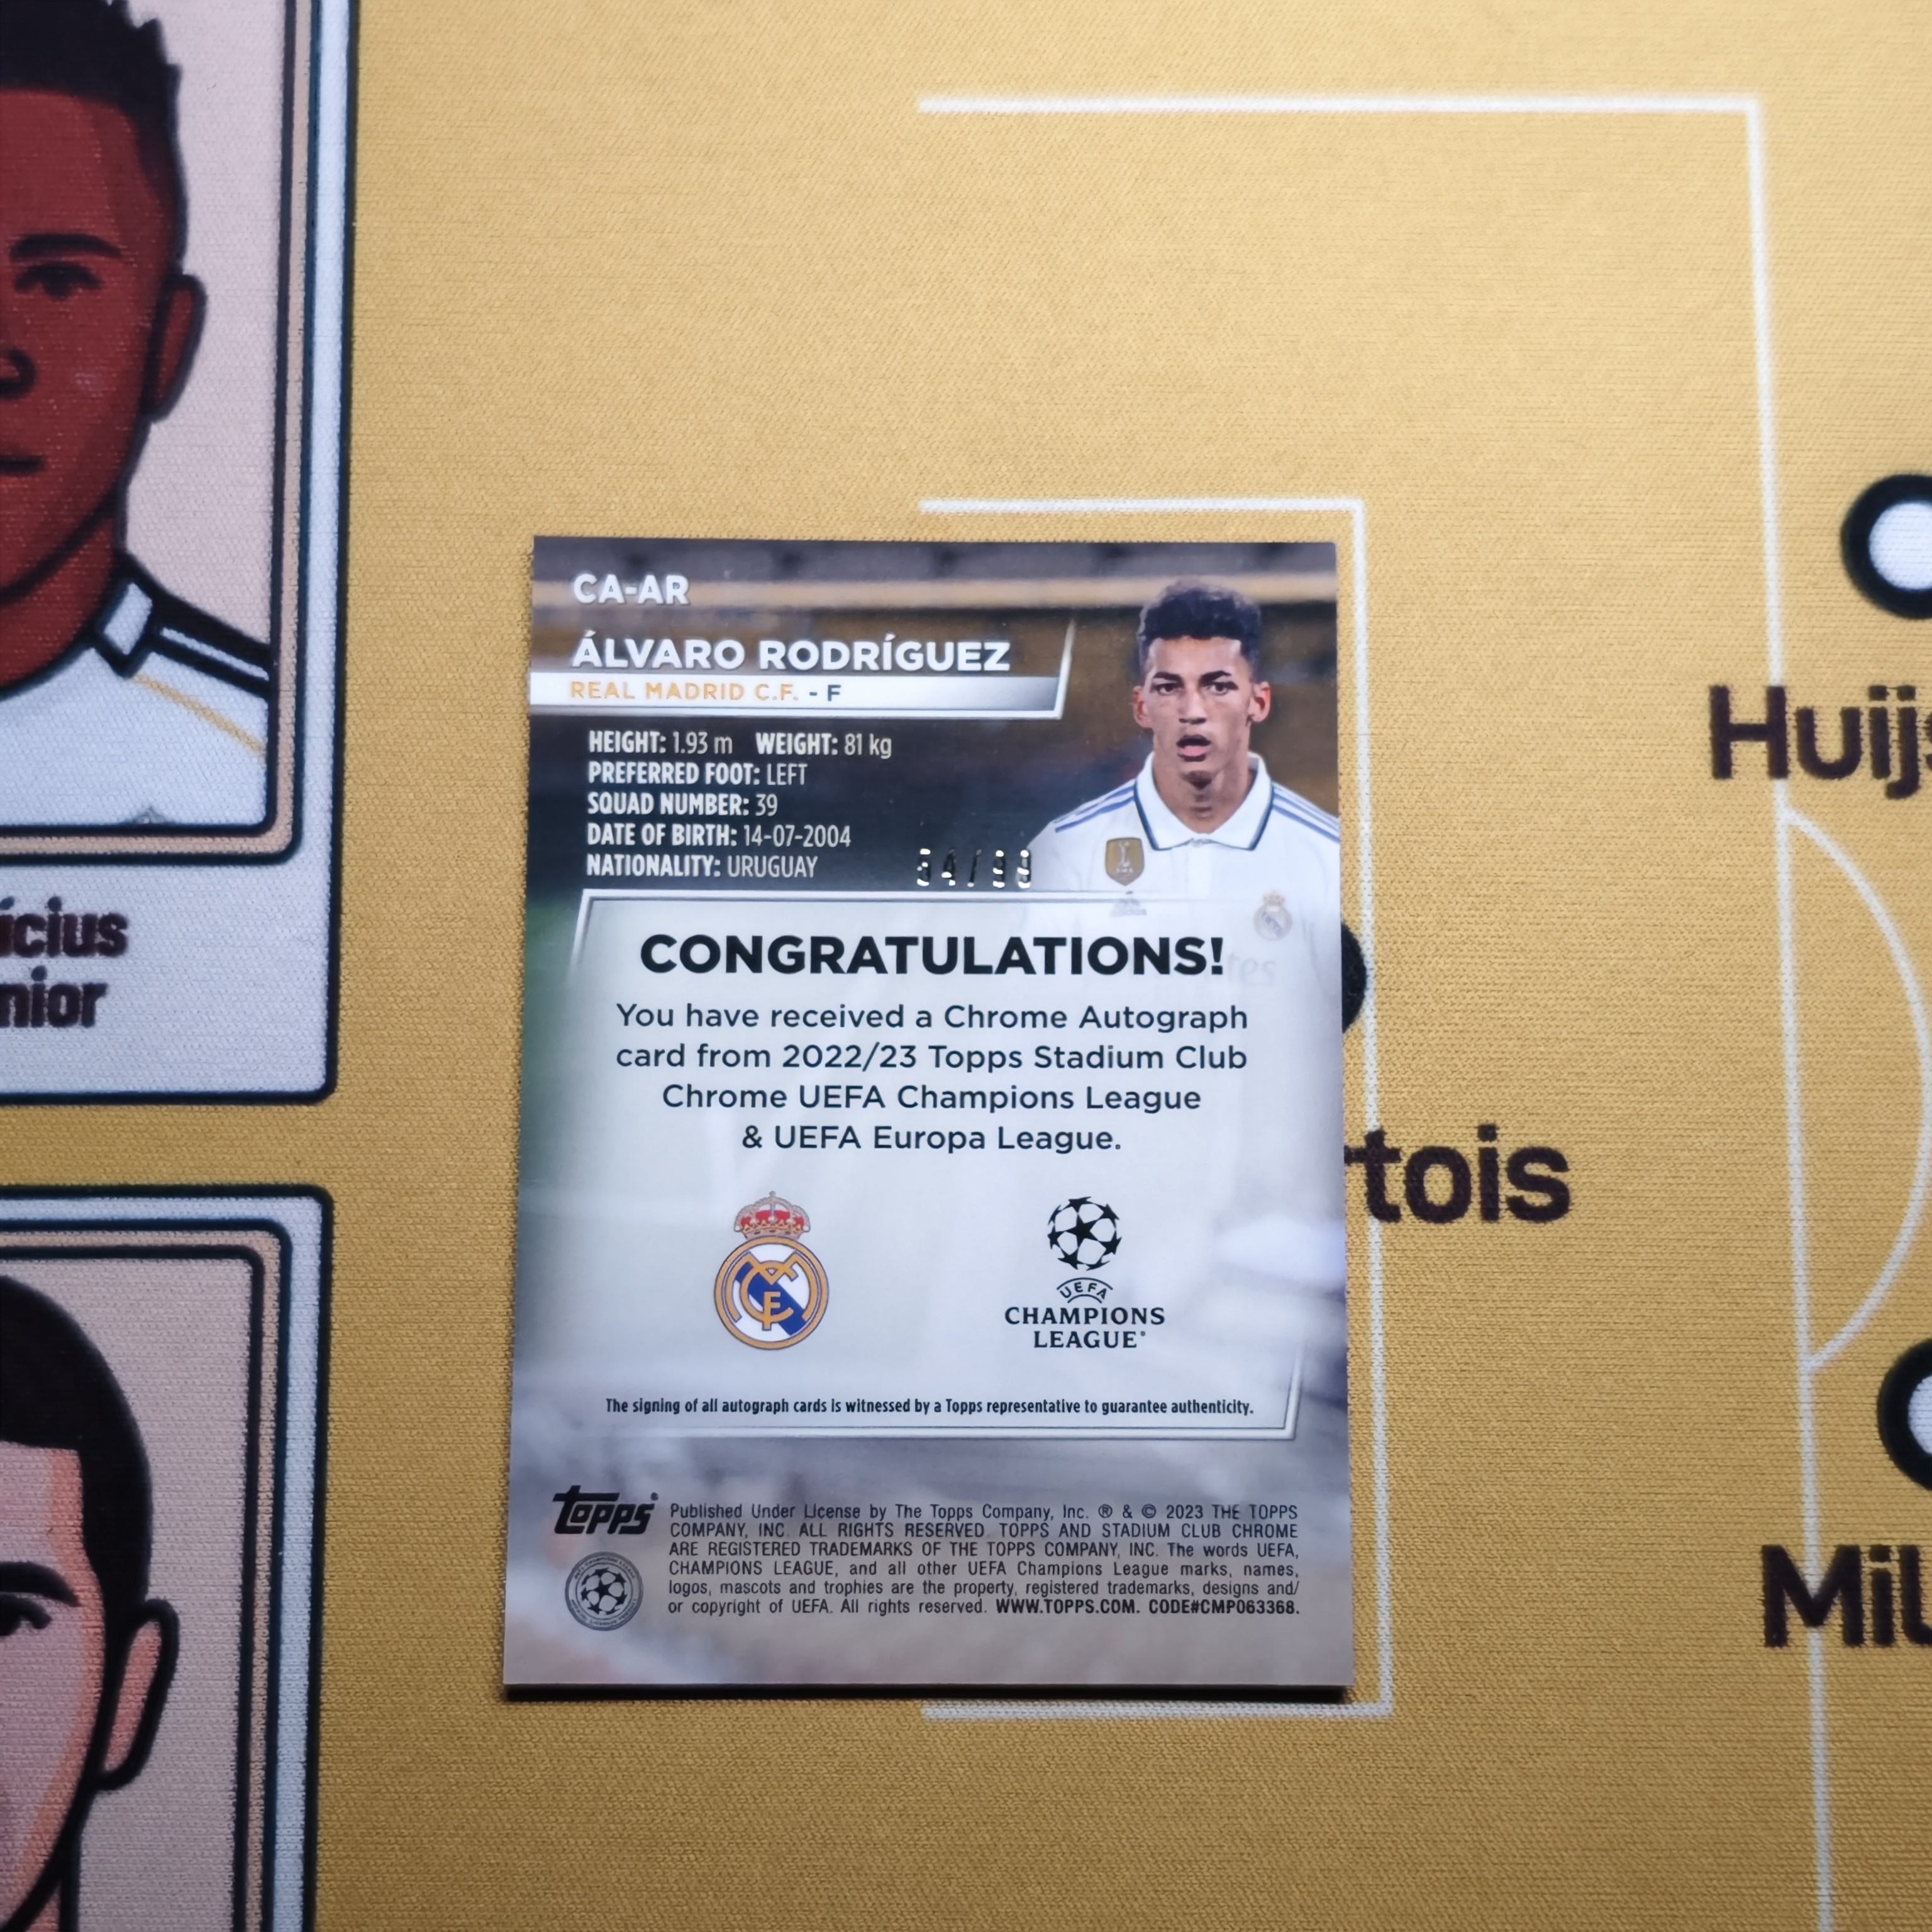 CA-AR
ÁLVARO RODRÍGUEZ
REAL MADRID C.F. - F
HEIGHT: 1.93 m WEIGHT: 81 kg
PREFERRED FOOT: LEFT
SQUAD NUMBER: 39
DATE OF BIRTH: 14-07-2004
NATIONALITY: URUGUAY
CONGRATULATIONS!
You have received a Chrome Autograph
card from 2022/23 Topps Stadium Club
Chrome UEFA Champions League
& UEFA Europa League.
UEFA
CHAMPIONS
LEAGUE®
The signing of all autograph cards is witnessed by a Topps representative to guarantee authenticity.
topps®
Published Under License by The Topps Company, Inc. ® & © 2023 THE TOPPS
COMPANY, INC. ALL RIGHTS RESERVED. TOPPS AND STADIUM CLUB CHROME
ARE REGISTERED TRADEMARKS OF THE TOPPS COMPANY, INC. The words UEFA,
CHAMPIONS LEAGUE, and all other UEFA Champions League marks, names,
logos, mascots and trophies are the property, registered trademarks, designs and/
or copyright of UEFA. All rights reserved. WWW.TOPPS.COM. CODE#CMP063368.
icius
nior
Huijs
tois
Mil